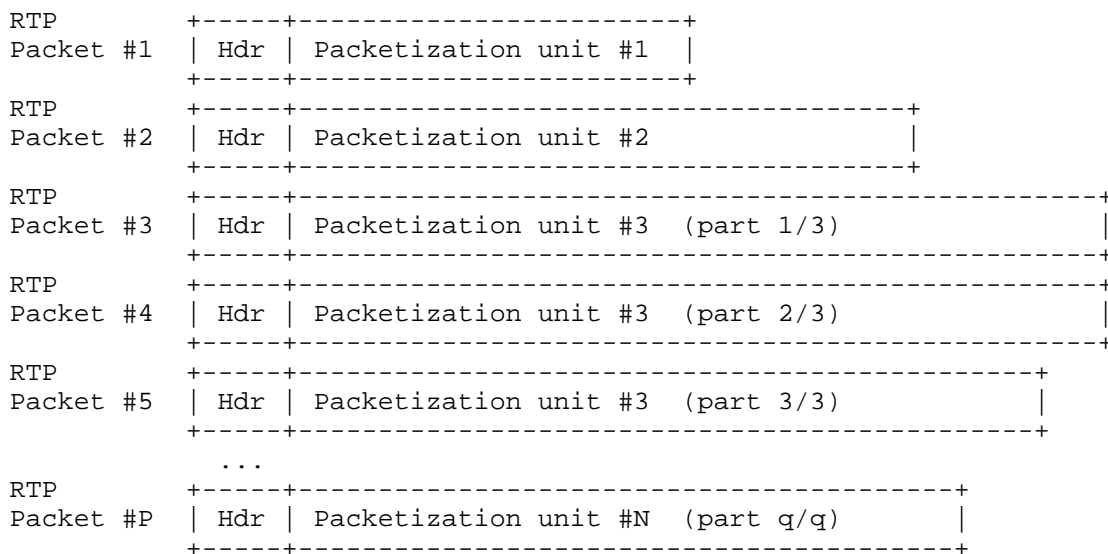 RTP
Packet #1 | Hdr | Packetization unit #1 |
RTP
Packet #2 | Hdr | Packetization unit #2 |
RTP
Packet #3 | Hdr | Packetization unit #3 (part 1/3) |
RTP
Packet #4 | Hdr | Packetization unit #3 (part 2/3) |
RTP
Packet #5 | Hdr | Packetization unit #3 (part 3/3) |
...
RTP
Packet #P | Hdr | Packetization unit #N (part q/q) |